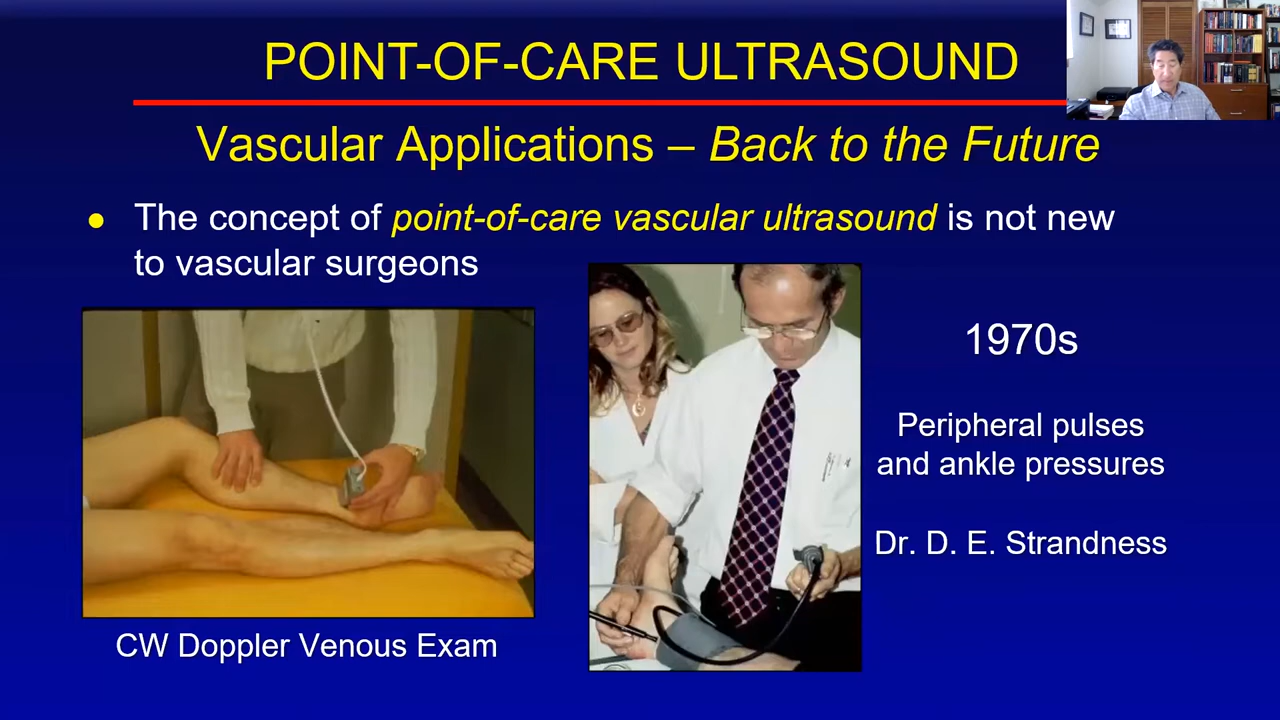 POINT-OF-CARE ULTRASOUND
Vascular Applications – Back to the Future
The concept of point-of-care vascular ultrasound is not new
to vascular surgeons
1970s
Peripheral pulses
and ankle pressures
Dr. D. E. Strandness
CW Doppler Venous Exam